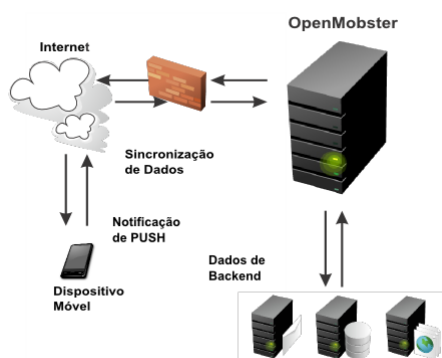 OpenMobster
Internet
Sincronização
de Dados
Notificação
de PUSH
Dados de
Backend
Dispositivo
Móvel